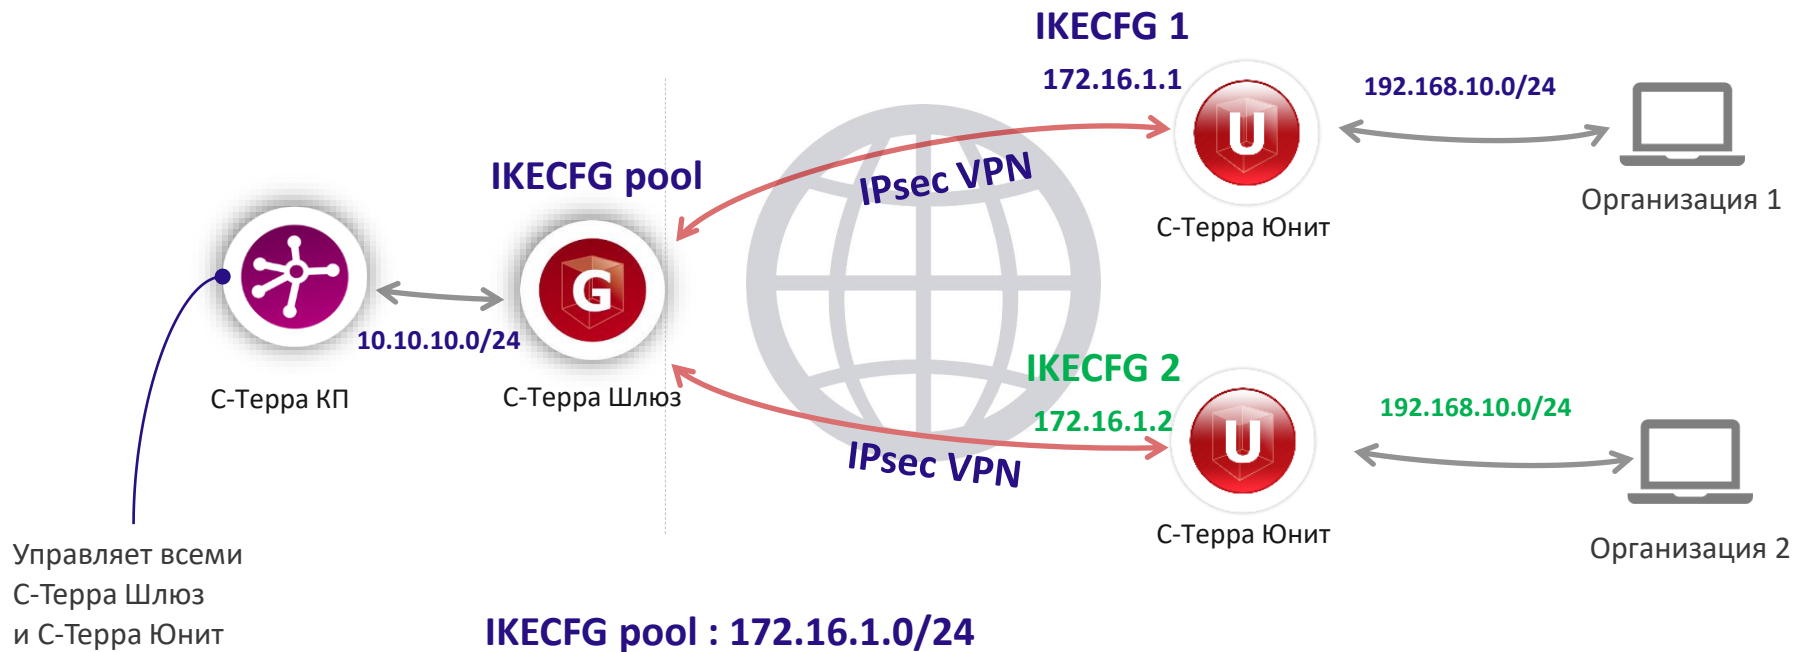 IKECFG 1
172.16.1.1
192.168.10.0/24
U
IPsec VPN
IKECFG pool
Организация 1
С-Терра Юнит
G
10.10.10.0/24
IKECFG 2
172.16.1.2
192.168.10.0/24
С-Терра КП
С-Терра Шлюз
U
IPsec VPN
С-Терра Юнит
Организация 2
Управляет всеми
С-Терра Шлюз
и С-Терра Юнит
IKECFG pool : 172.16.1.0/24